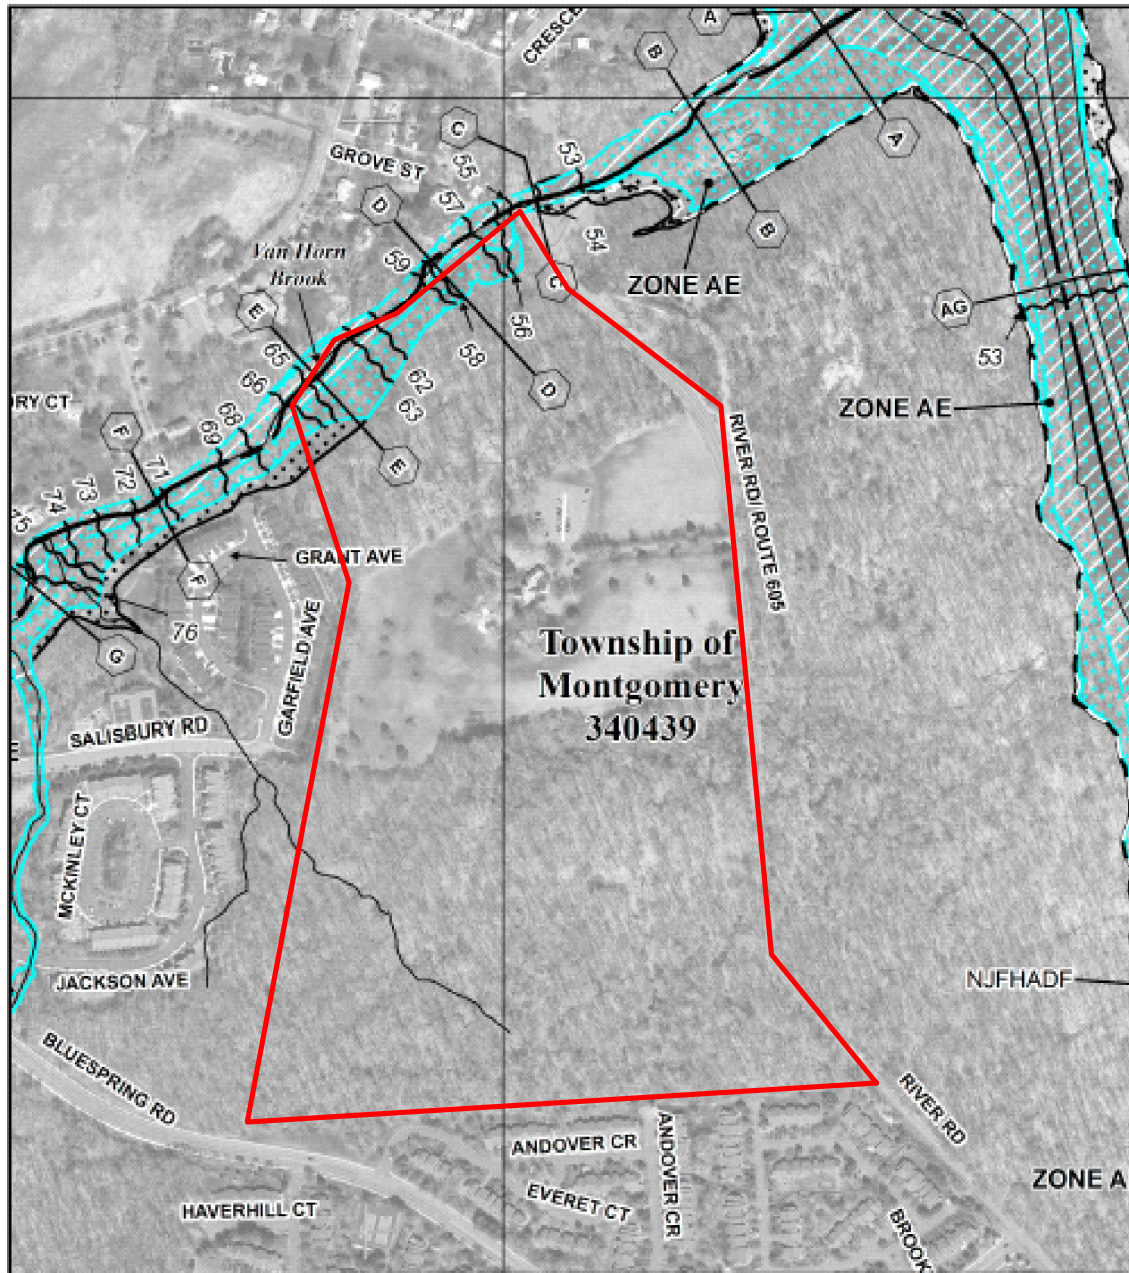 CRESCE
A
B
A
C
GROVE ST
55
53
57
D
54
B
59
Van Horn
Brook
C
ZONE AE
AG
E
56
58
53
65
62
D
66
63
ORY CT
ZONE AE
F
68
69
E
RIVER RD/ ROUTE 605
71
72
73
74
75
GRANT AVE
F
76
GARFIELD AVE
G
Township of
Montgomery
340439
SALISBURY RD
E
MCKINLEY CT
JACKSON AVE
NJFHADF
BLUESPRING RD
RIVER RD
ANDOVER CR
ANDOVER CR
ZONE A
EVERET CT
HAVERHILL CT
BROOK